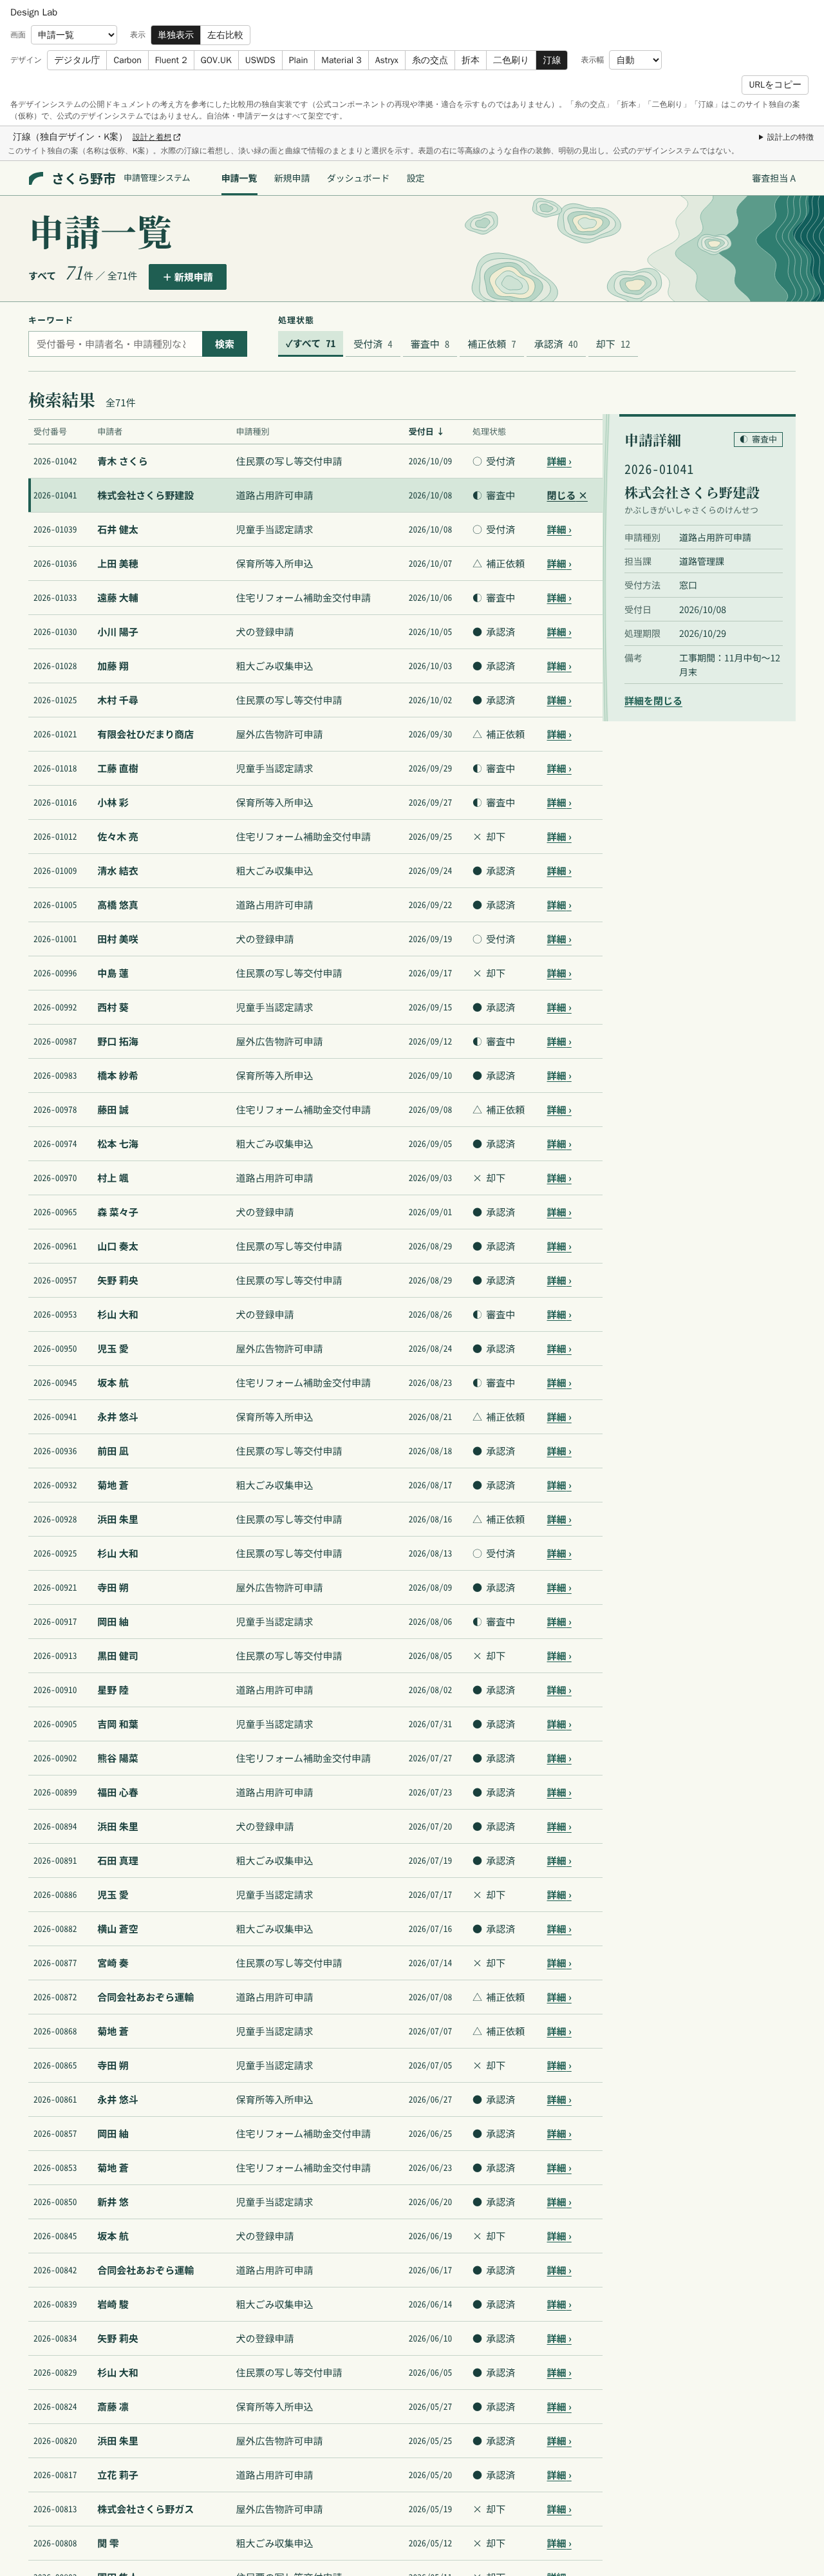 Design Lab
画面 申請一覧 表示 単独表示 左右比較
デザイン デジタル庁 Carbon Fluent 2 GOV.UK USWDS Plain Material 3 Astryx 糸の交点 折本 二色刷り 汀線 表示幅 自動
URLをコピー
各デザインシステムの公開ドキュメントの考え方を参考にした比較用の独自実装です（公式コンポーネントの再現や準拠・適合を示すものではありません）。「糸の交点」「折本」「二色刷り」「汀線」はこのサイト独自の案
（仮称）で、公式のデザインシステムではありません。自治体・申請データはすべて架空です。
汀線（独自デザイン・K案） 設計と着想 ▶ 設計上の特徴
このサイト独自の案（名称は仮称、K案）。水際の汀線に着想し、淡い緑の面と曲線で情報のまとまりと選択を示す。表題の右に等高線のような自作の装飾、明朝の見出し。公式のデザインシステムではない。
さくら野市 申請管理システム 申請一覧 新規申請 ダッシュボード 設定 審査担当 A
申請一覧
すべて 71件 ／ 全71件 ＋ 新規申請
キーワード 処理状態
受付番号・申請者名・申請種別など 検索 ✓すべて 71 受付済 4 審査中 8 補正依頼 7 承認済 40 却下 12
検索結果 全71件
受付番号 申請者 申請種別 受付日 ↓ 処理状態
2026-01042 青木 さくら 住民票の写し等交付申請 2026/10/09 ○ 受付済 詳細 ›
2026-01041 株式会社さくら野建設 道路占用許可申請 2026/10/08 ◐ 審査中 閉じる ✕
2026-01039 石井 健太 児童手当認定請求 2026/10/08 ○ 受付済 詳細 ›
2026-01036 上田 美穂 保育所等入所申込 2026/10/07 △ 補正依頼 詳細 ›
2026-01033 遠藤 大輔 住宅リフォーム補助金交付申請 2026/10/06 ◐ 審査中 詳細 ›
2026-01030 小川 陽子 犬の登録申請 2026/10/05 ● 承認済 詳細 ›
2026-01028 加藤 翔 粗大ごみ収集申込 2026/10/03 ● 承認済 詳細 ›
2026-01025 木村 千尋 住民票の写し等交付申請 2026/10/02 ● 承認済 詳細 ›
2026-01021 有限会社ひだまり商店 屋外広告物許可申請 2026/09/30 △ 補正依頼 詳細 ›
2026-01018 工藤 直樹 児童手当認定請求 2026/09/29 ◐ 審査中 詳細 ›
2026-01016 小林 彩 保育所等入所申込 2026/09/27 ◐ 審査中 詳細 ›
2026-01012 佐々木 亮 住宅リフォーム補助金交付申請 2026/09/25 × 却下 詳細 ›
2026-01009 清水 結衣 粗大ごみ収集申込 2026/09/24 ● 承認済 詳細 ›
2026-01005 高橋 悠真 道路占用許可申請 2026/09/22 ● 承認済 詳細 ›
2026-01001 田村 美咲 犬の登録申請 2026/09/19 ○ 受付済 詳細 ›
2026-00996 中島 蓮 住民票の写し等交付申請 2026/09/17 × 却下 詳細 ›
2026-00992 西村 葵 児童手当認定請求 2026/09/15 ● 承認済 詳細 ›
2026-00987 野口 拓海 屋外広告物許可申請 2026/09/12 ◐ 審査中 詳細 ›
2026-00983 橋本 紗希 保育所等入所申込 2026/09/10 ● 承認済 詳細 ›
2026-00978 藤田 誠 住宅リフォーム補助金交付申請 2026/09/08 △ 補正依頼 詳細 ›
2026-00974 松本 七海 粗大ごみ収集申込 2026/09/05 ● 承認済 詳細 ›
2026-00970 村上 颯 道路占用許可申請 2026/09/03 × 却下 詳細 ›
2026-00965 森 菜々子 犬の登録申請 2026/09/01 ● 承認済 詳細 ›
2026-00961 山口 奏太 住民票の写し等交付申請 2026/08/29 ● 承認済 詳細 ›
2026-00957 矢野 莉央 住民票の写し等交付申請 2026/08/29 ● 承認済 詳細 ›
2026-00953 杉山 大和 犬の登録申請 2026/08/26 ◐ 審査中 詳細 ›
2026-00950 児玉 愛 屋外広告物許可申請 2026/08/24 ● 承認済 詳細 ›
2026-00945 坂本 航 住宅リフォーム補助金交付申請 2026/08/23 ◐ 審査中 詳細 ›
2026-00941 永井 悠斗 保育所等入所申込 2026/08/21 △ 補正依頼 詳細 ›
2026-00936 前田 凪 住民票の写し等交付申請 2026/08/18 ● 承認済 詳細 ›
2026-00932 菊地 蒼 粗大ごみ収集申込 2026/08/17 ● 承認済 詳細 ›
2026-00928 浜田 朱里 住民票の写し等交付申請 2026/08/16 △ 補正依頼 詳細 ›
2026-00925 杉山 大和 住民票の写し等交付申請 2026/08/13 ○ 受付済 詳細 ›
2026-00921 寺田 朔 屋外広告物許可申請 2026/08/09 ● 承認済 詳細 ›
2026-00917 岡田 紬 児童手当認定請求 2026/08/06 ◐ 審査中 詳細 ›
2026-00913 黒田 健司 住民票の写し等交付申請 2026/08/05 × 却下 詳細 ›
2026-00910 星野 陸 道路占用許可申請 2026/08/02 ● 承認済 詳細 ›
2026-00905 吉岡 和葉 児童手当認定請求 2026/07/31 ● 承認済 詳細 ›
2026-00902 熊谷 陽菜 住宅リフォーム補助金交付申請 2026/07/27 ● 承認済 詳細 ›
2026-00899 福田 心春 道路占用許可申請 2026/07/23 ● 承認済 詳細 ›
2026-00894 浜田 朱里 犬の登録申請 2026/07/20 ● 承認済 詳細 ›
2026-00891 石田 真理 粗大ごみ収集申込 2026/07/19 ● 承認済 詳細 ›
2026-00886 児玉 愛 児童手当認定請求 2026/07/17 × 却下 詳細 ›
2026-00882 横山 蒼空 粗大ごみ収集申込 2026/07/16 ● 承認済 詳細 ›
2026-00877 宮崎 奏 住民票の写し等交付申請 2026/07/14 × 却下 詳細 ›
2026-00872 合同会社あおぞら運輸 道路占用許可申請 2026/07/08 △ 補正依頼 詳細 ›
2026-00868 菊地 蒼 児童手当認定請求 2026/07/07 △ 補正依頼 詳細 ›
2026-00865 寺田 朔 児童手当認定請求 2026/07/05 × 却下 詳細 ›
2026-00861 永井 悠斗 保育所等入所申込 2026/06/27 ● 承認済 詳細 ›
2026-00857 岡田 紬 住宅リフォーム補助金交付申請 2026/06/25 ● 承認済 詳細 ›
2026-00853 菊地 蒼 住宅リフォーム補助金交付申請 2026/06/23 ● 承認済 詳細 ›
2026-00850 新井 悠 児童手当認定請求 2026/06/20 ● 承認済 詳細 ›
2026-00845 坂本 航 犬の登録申請 2026/06/19 × 却下 詳細 ›
2026-00842 合同会社あおぞら運輸 道路占用許可申請 2026/06/17 ● 承認済 詳細 ›
2026-00839 岩崎 駿 粗大ごみ収集申込 2026/06/14 ● 承認済 詳細 ›
2026-00834 矢野 莉央 犬の登録申請 2026/06/10 ● 承認済 詳細 ›
2026-00829 杉山 大和 住民票の写し等交付申請 2026/06/05 ● 承認済 詳細 ›
2026-00824 斎藤 凛 保育所等入所申込 2026/05/27 ● 承認済 詳細 ›
2026-00820 浜田 朱里 屋外広告物許可申請 2026/05/25 ● 承認済 詳細 ›
2026-00817 立花 莉子 道路占用許可申請 2026/05/20 ● 承認済 詳細 ›
2026-00813 株式会社さくら野ガス 屋外広告物許可申請 2026/05/19 × 却下 詳細 ›
2026-00808 関 雫 粗大ごみ収集申込 2026/05/12 × 却下 詳細 ›
申請詳細 ◐ 審査中
2026-01041
株式会社さくら野建設
かぶしきがいしゃさくらのけんせつ
申請種別 道路占用許可申請
担当課 道路管理課
受付方法 窓口
受付日 2026/10/08
処理期限 2026/10/29
備考 工事期間：11月中旬〜12
月末
詳細を閉じる